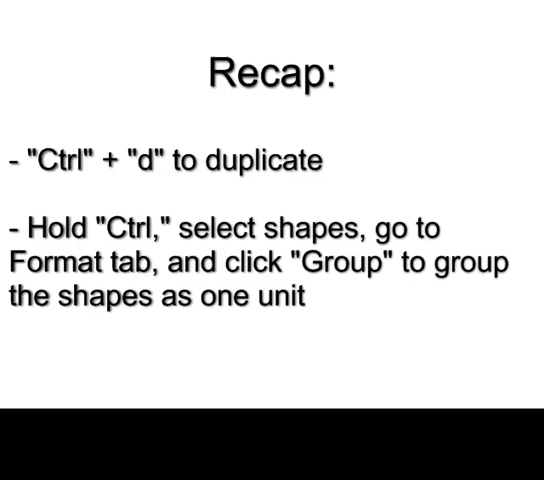 Recap:
- "Ctrl" + "d" to duplicate
- Hold "Ctrl," select shapes, go to
Format tab, and click "Group" to group
the shapes as one unit